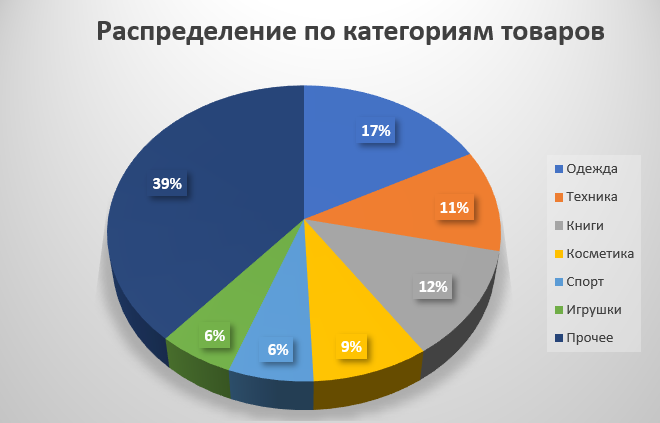 Распределение по категориям товаров
17%
11%
12%
9%
6%
6%
39%
Одежда
Техника
Книги
Косметика
Спорт
Игрушки
Прочее